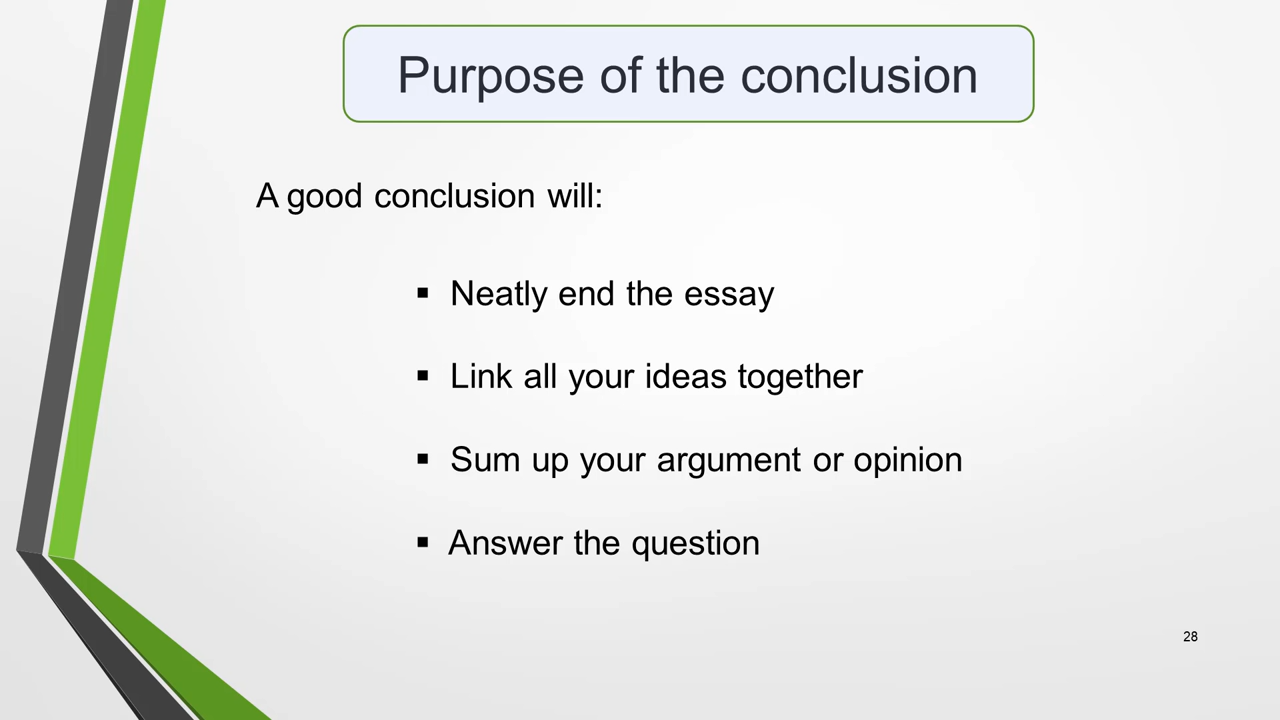 Purpose of the conclusion
A good conclusion will:
▪ Neatly end the essay
▪ Link all your ideas together
▪ Sum up your argument or opinion
▪ Answer the question
28